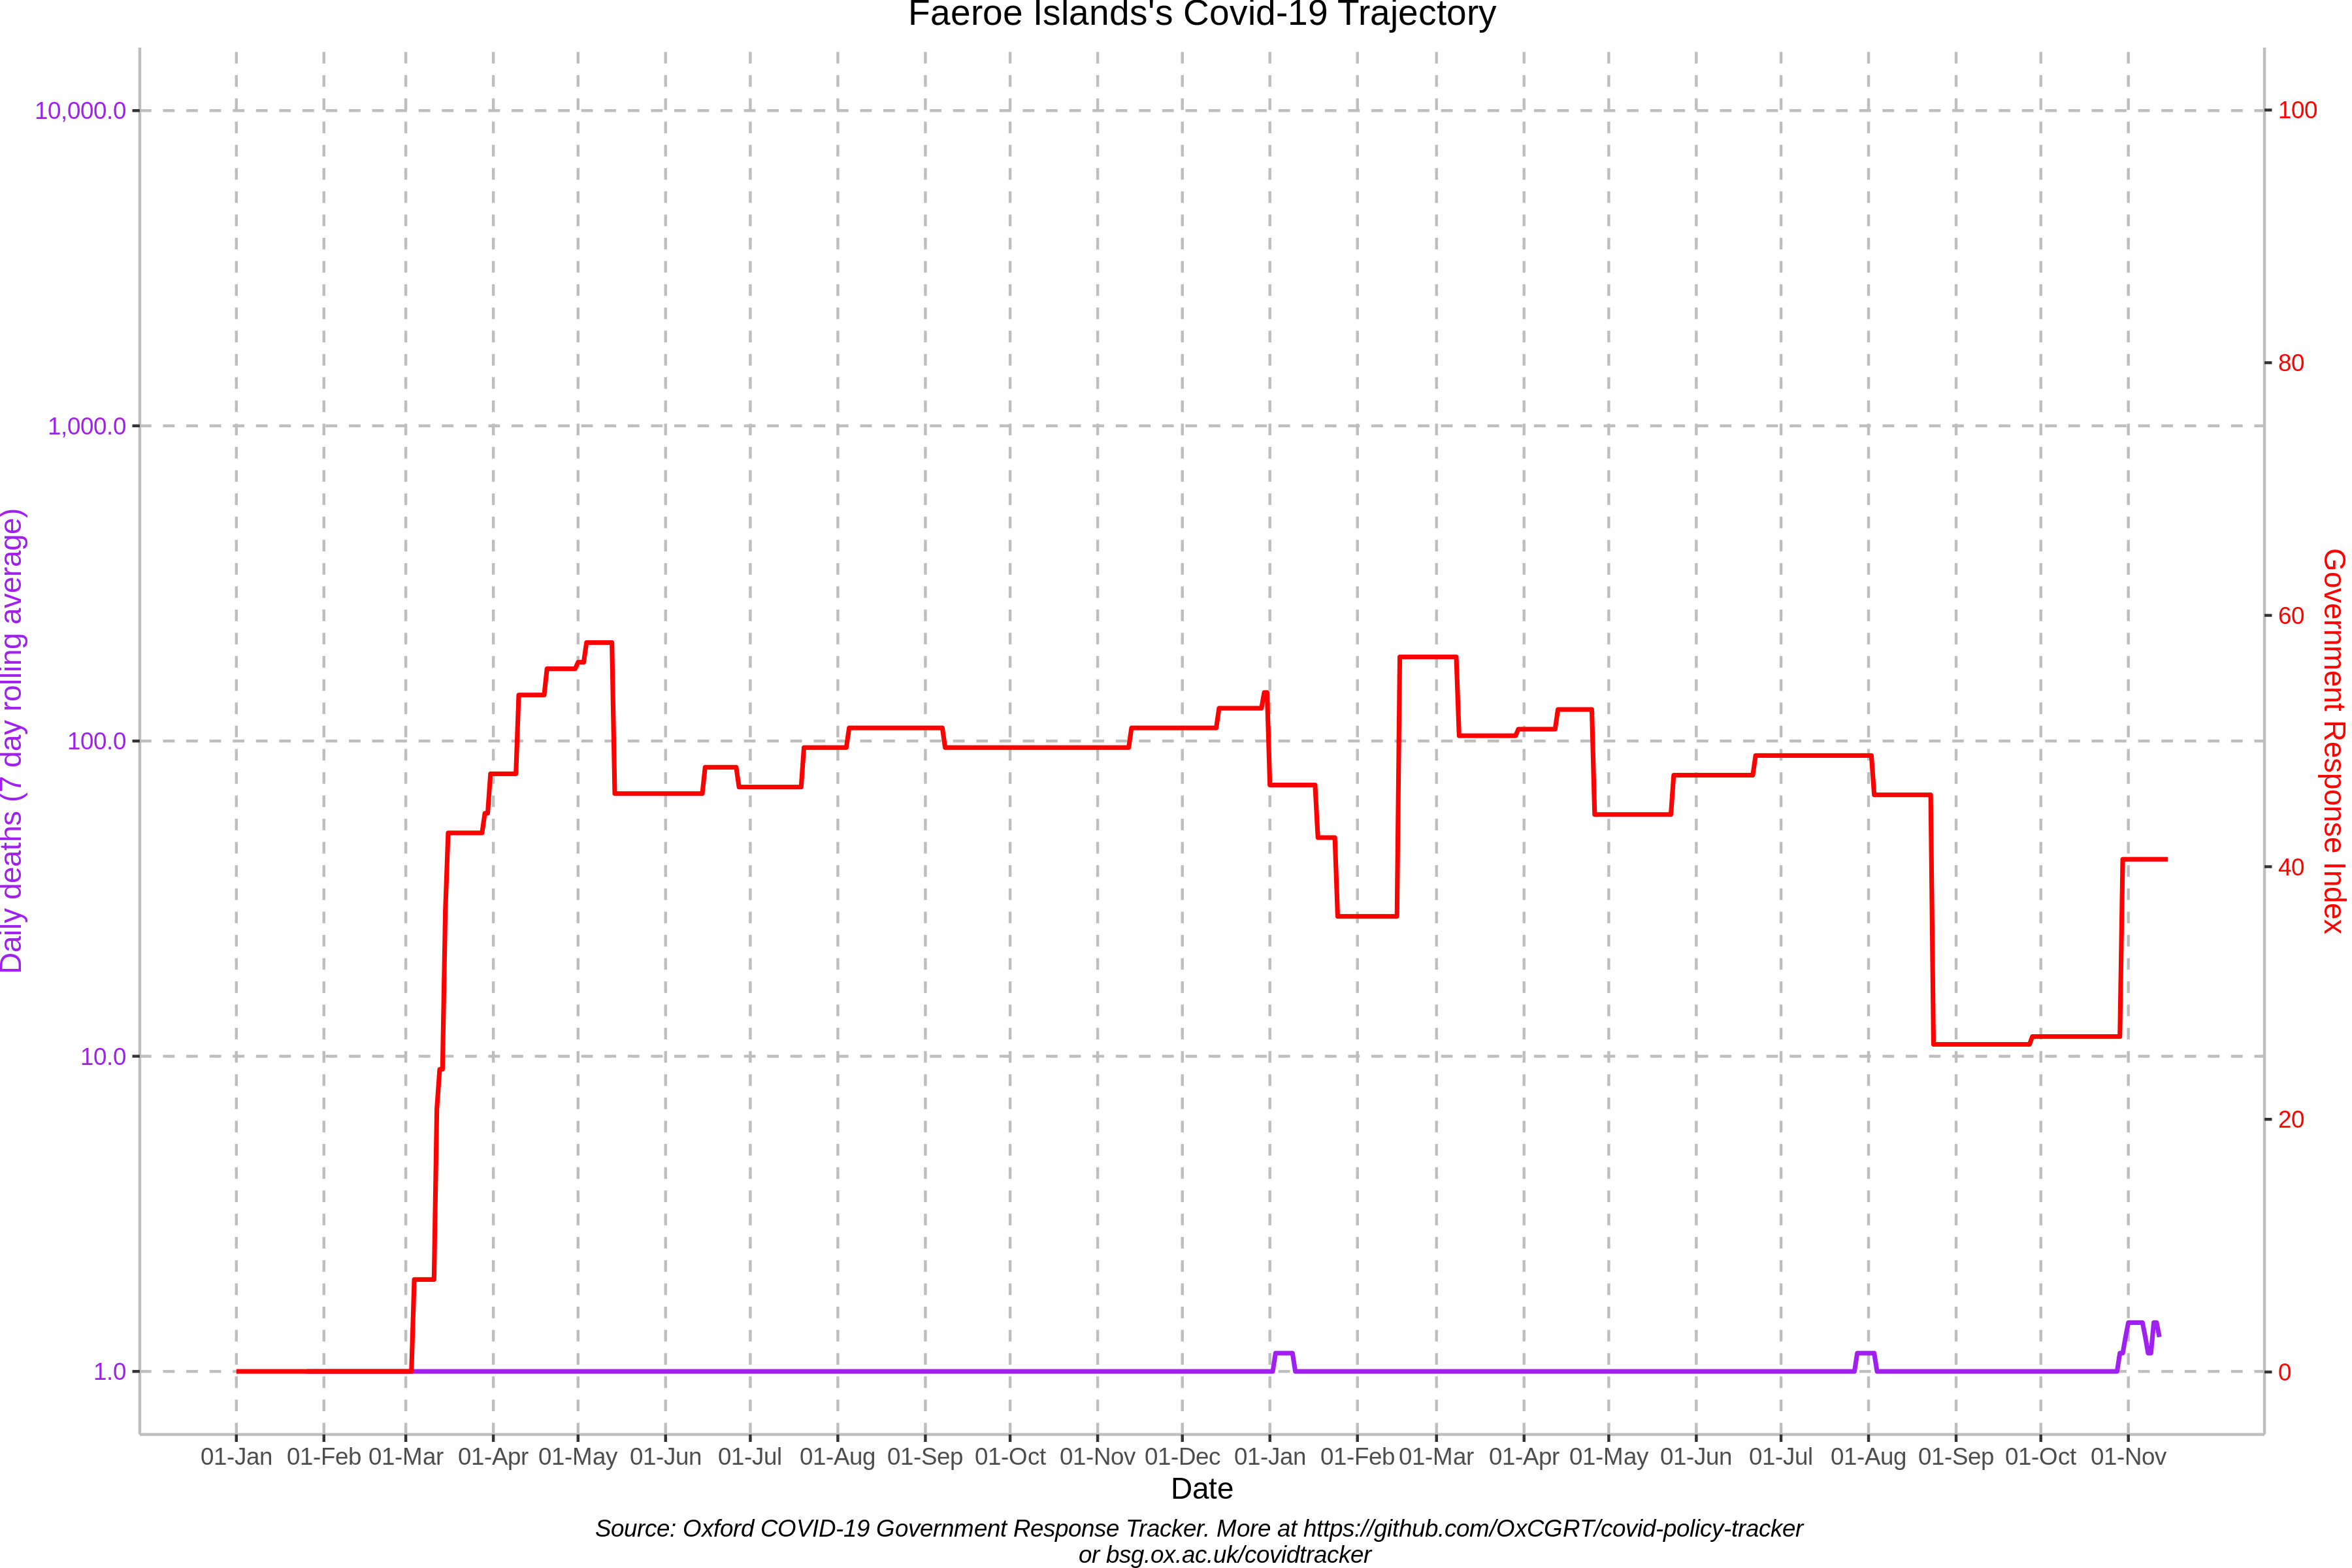 Faeroe Islands's Covid-19 Trajectory
10,000.0
1,000.0
100.0
10.0
1.0
Daily deaths (7 day rolling average)
100
80
60
40
20
0
Government Response Index
01-Jan 01-Feb 01-Mar 01-Apr 01-May 01-Jun 01-Jul 01-Aug 01-Sep 01-Oct 01-Nov 01-Dec 01-Jan 01-Feb 01-Mar 01-Apr 01-May 01-Jun 01-Jul 01-Aug 01-Sep 01-Oct 01-Nov
Date
Source: Oxford COVID-19 Government Response Tracker. More at https://github.com/OxCGRT/covid-policy-tracker
or bsg.ox.ac.uk/covidtracker